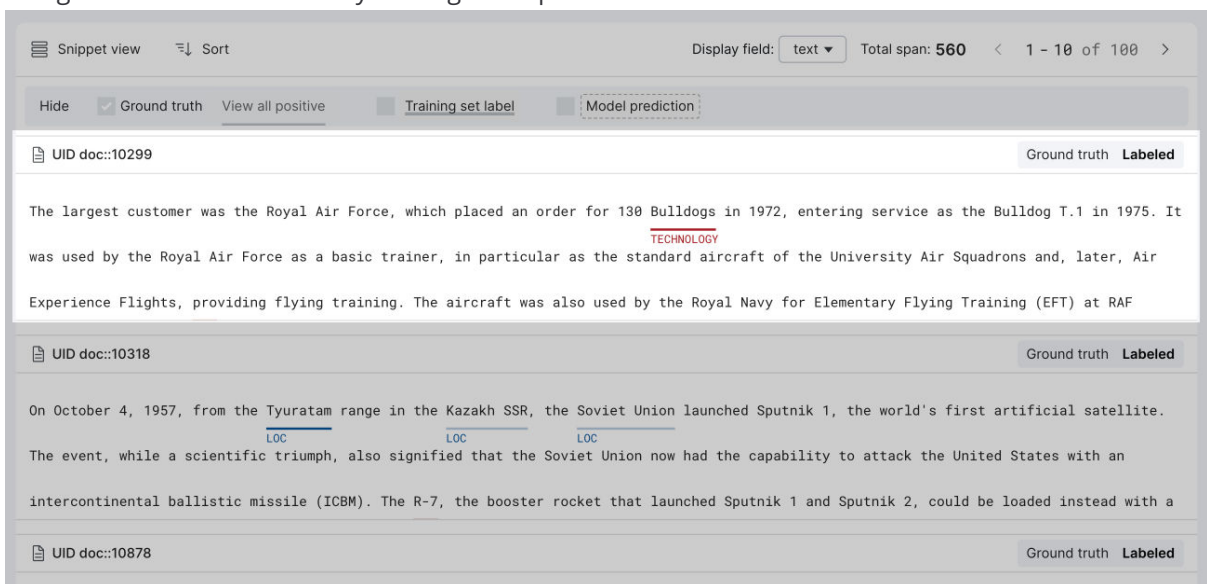 Snippet view Sort Display field: text Total span: 560 1 - 10 of 100
Hide Ground truth View all positive Training set label Model prediction
UID doc::10299 Ground truth Labeled
The largest customer was the Royal Air Force, which placed an order for 130 Bulldogs in 1972, entering service as the Bulldog T.1 in 1975. It
TECHNOLOGY
was used by the Royal Air Force as a basic trainer, in particular as the standard aircraft of the University Air Squadrons and, later, Air
Experience Flights, providing flying training. The aircraft was also used by the Royal Navy for Elementary Flying Training (EFT) at RAF
UID doc::10318 Ground truth Labeled
On October 4, 1957, from the Tyuratam range in the Kazakh SSR, the Soviet Union launched Sputnik 1, the world's first artificial satellite.
LOC LOC LOC
The event, while a scientific triumph, also signified that the Soviet Union now had the capability to attack the United States with an
intercontinental ballistic missile (ICBM). The R-7, the booster rocket that launched Sputnik 1 and Sputnik 2, could be loaded instead with a
UID doc::10878 Ground truth Labeled